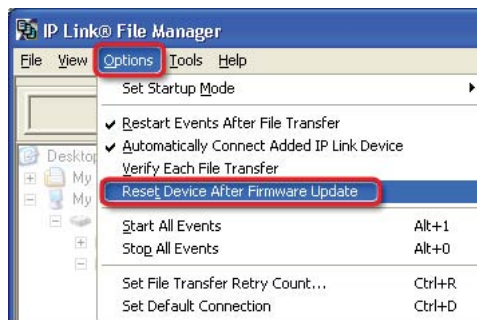 IP Link® File Manager
File View Options Tools Help
Set Startup Mode
✓ Restart Events After File Transfer
✓ Automatically Connect Added IP Link Device
Desktop
Verify Each File Transfer
My
Reset Device After Firmware Update
My
Start All Events Alt+1
Stop All Events Alt+0
Set File Transfer Retry Count... Ctrl+R
Set Default Connection Ctrl+D